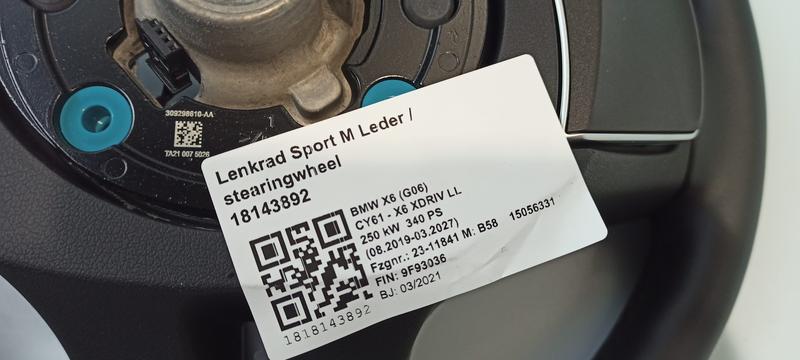 309298610-AA
TA21 007 5026
Lenkrad Sport M Leder /
stearingwheel
18143892
BMW X6 (G06)
CY61 - X6 XDRIV LL
250 kW 340 PS
(08.2019-03.2027)
Fzgnr.: 23-11841 M: B58 15056331
FIN: 9F93036
BJ: 03/2021
1818143892